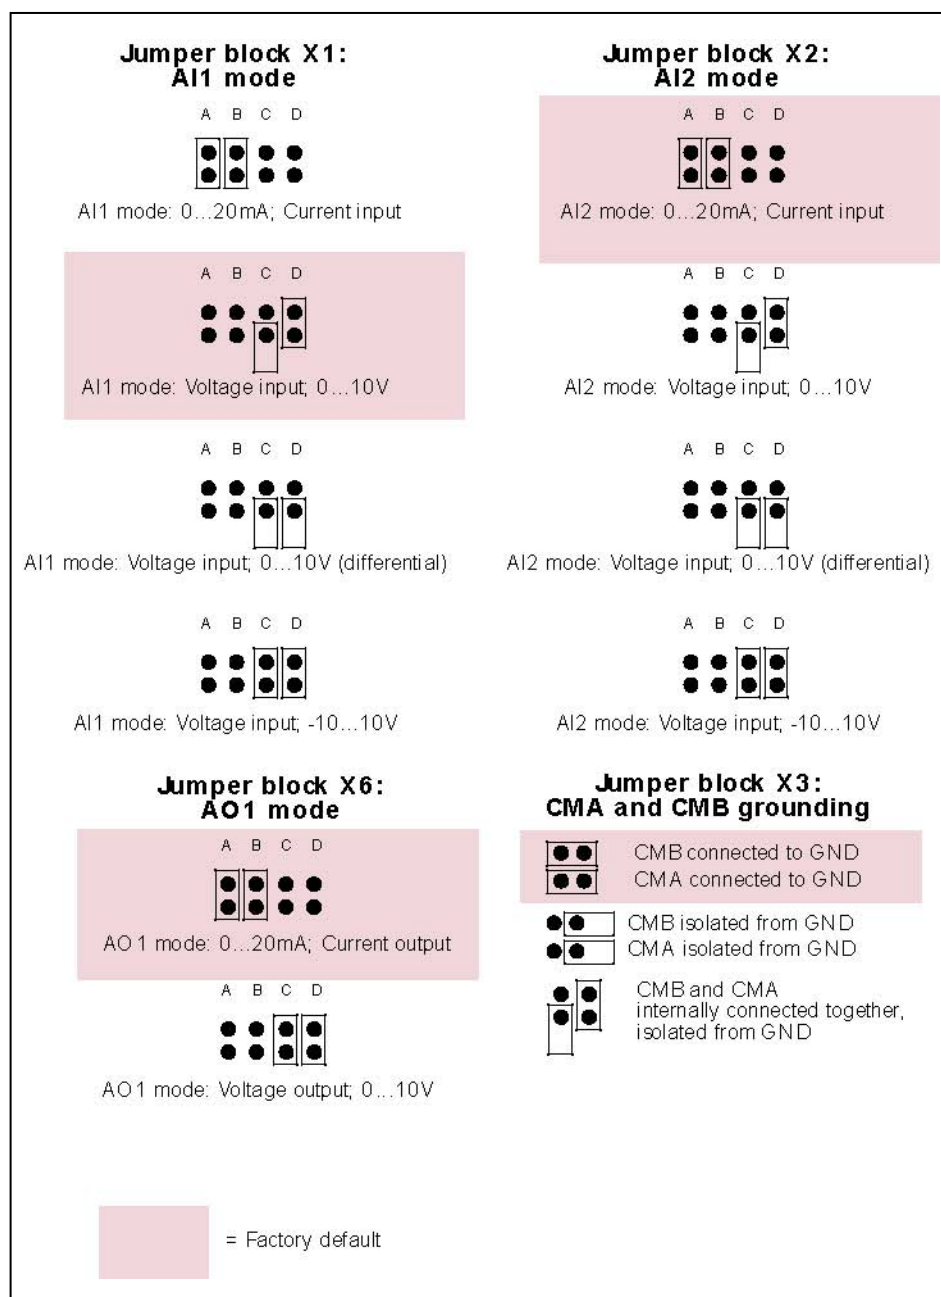 Jumper block X1:
AI1 mode
A B C D
AI1 mode: 0...20mA; Current input
A B C D
AI1 mode: Voltage input; 0...10V
A B C D
AI1 mode: Voltage input; 0...10V (differential)
A B C D
AI1 mode: Voltage input; -10...10V
Jumper block X2:
AI2 mode
A B C D
AI2 mode: 0...20mA; Current input
A B C D
AI2 mode: Voltage input; 0...10V
A B C D
AI2 mode: Voltage input; 0...10V (differential)
A B C D
AI2 mode: Voltage input; -10...10V
Jumper block X6:
AO1 mode
A B C D
AO1 mode: 0...20mA; Current output
A B C D
AO1 mode: Voltage output; 0...10V
Jumper block X3:
CMA and CMB grounding
CMB connected to GND
CMA connected to GND
CMB isolated from GND
CMA isolated from GND
CMB and CMA
internally connected together,
isolated from GND
= Factory default